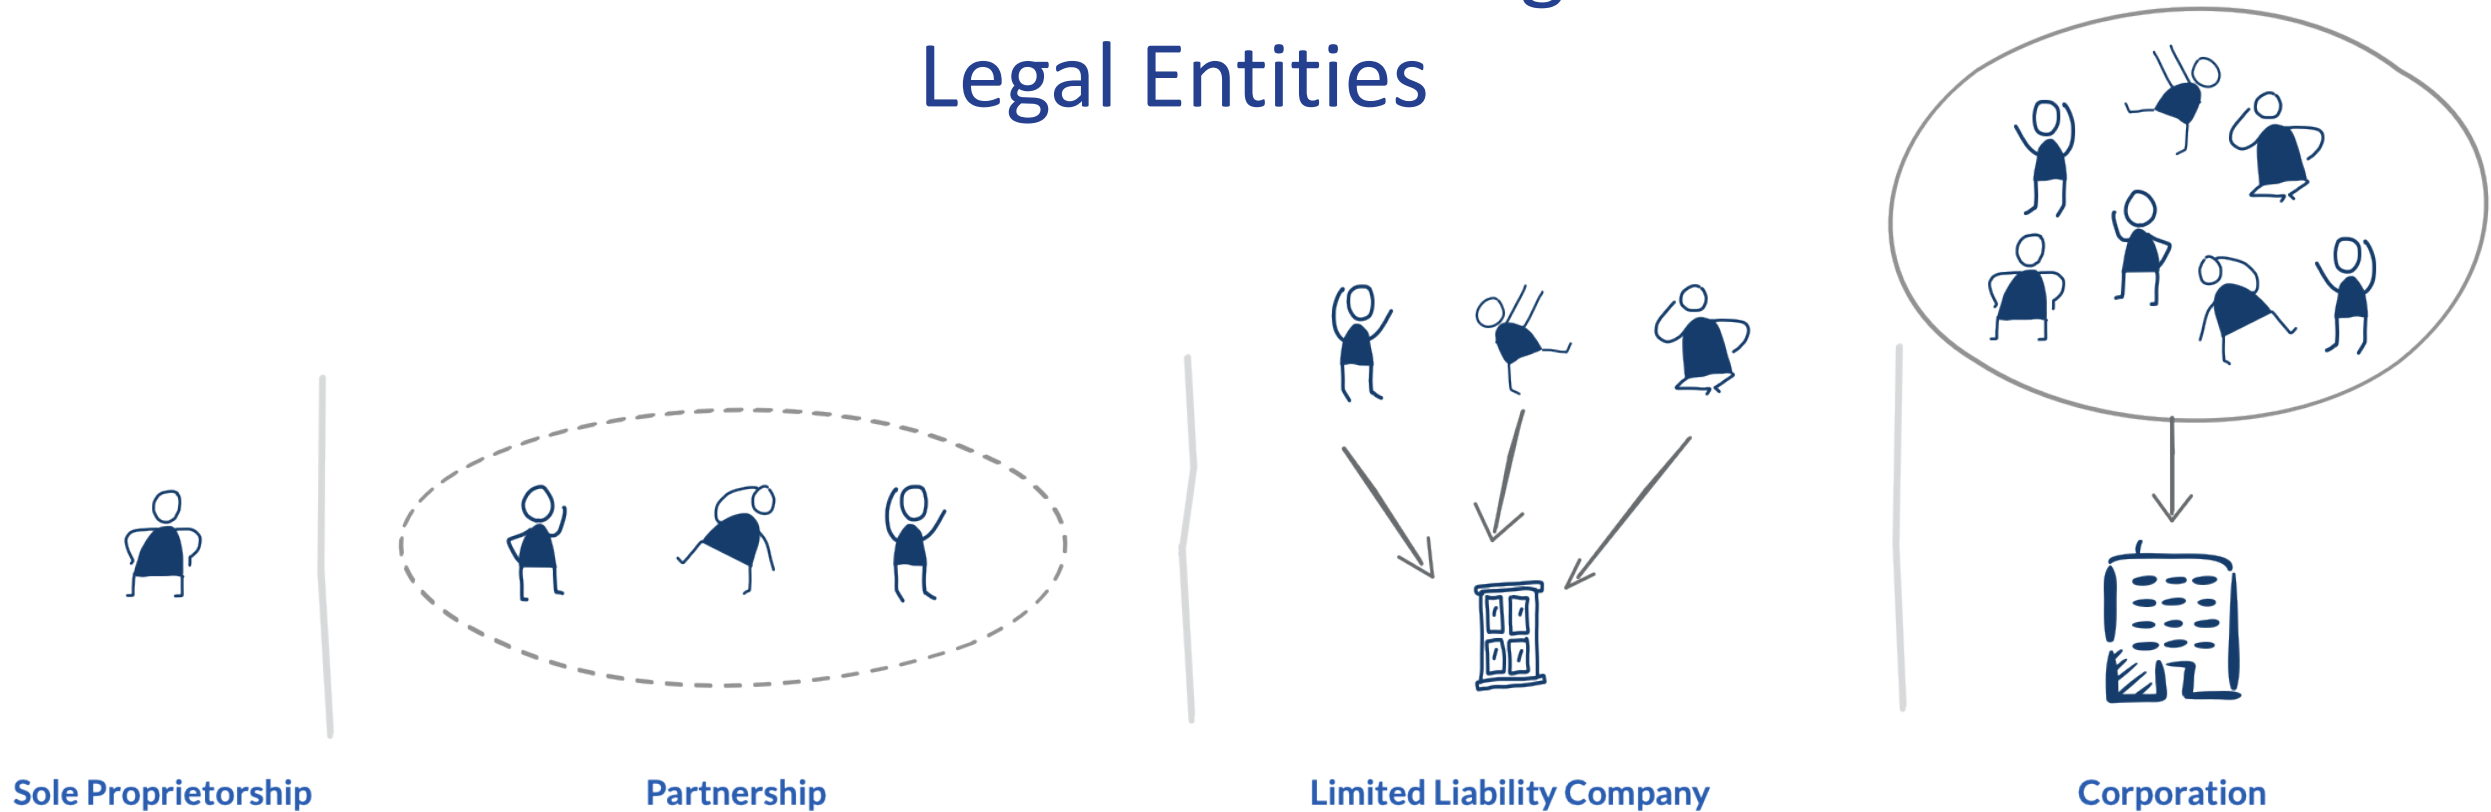 Legal Entities
Sole Proprietorship
Partnership
Limited Liability Company
Corporation